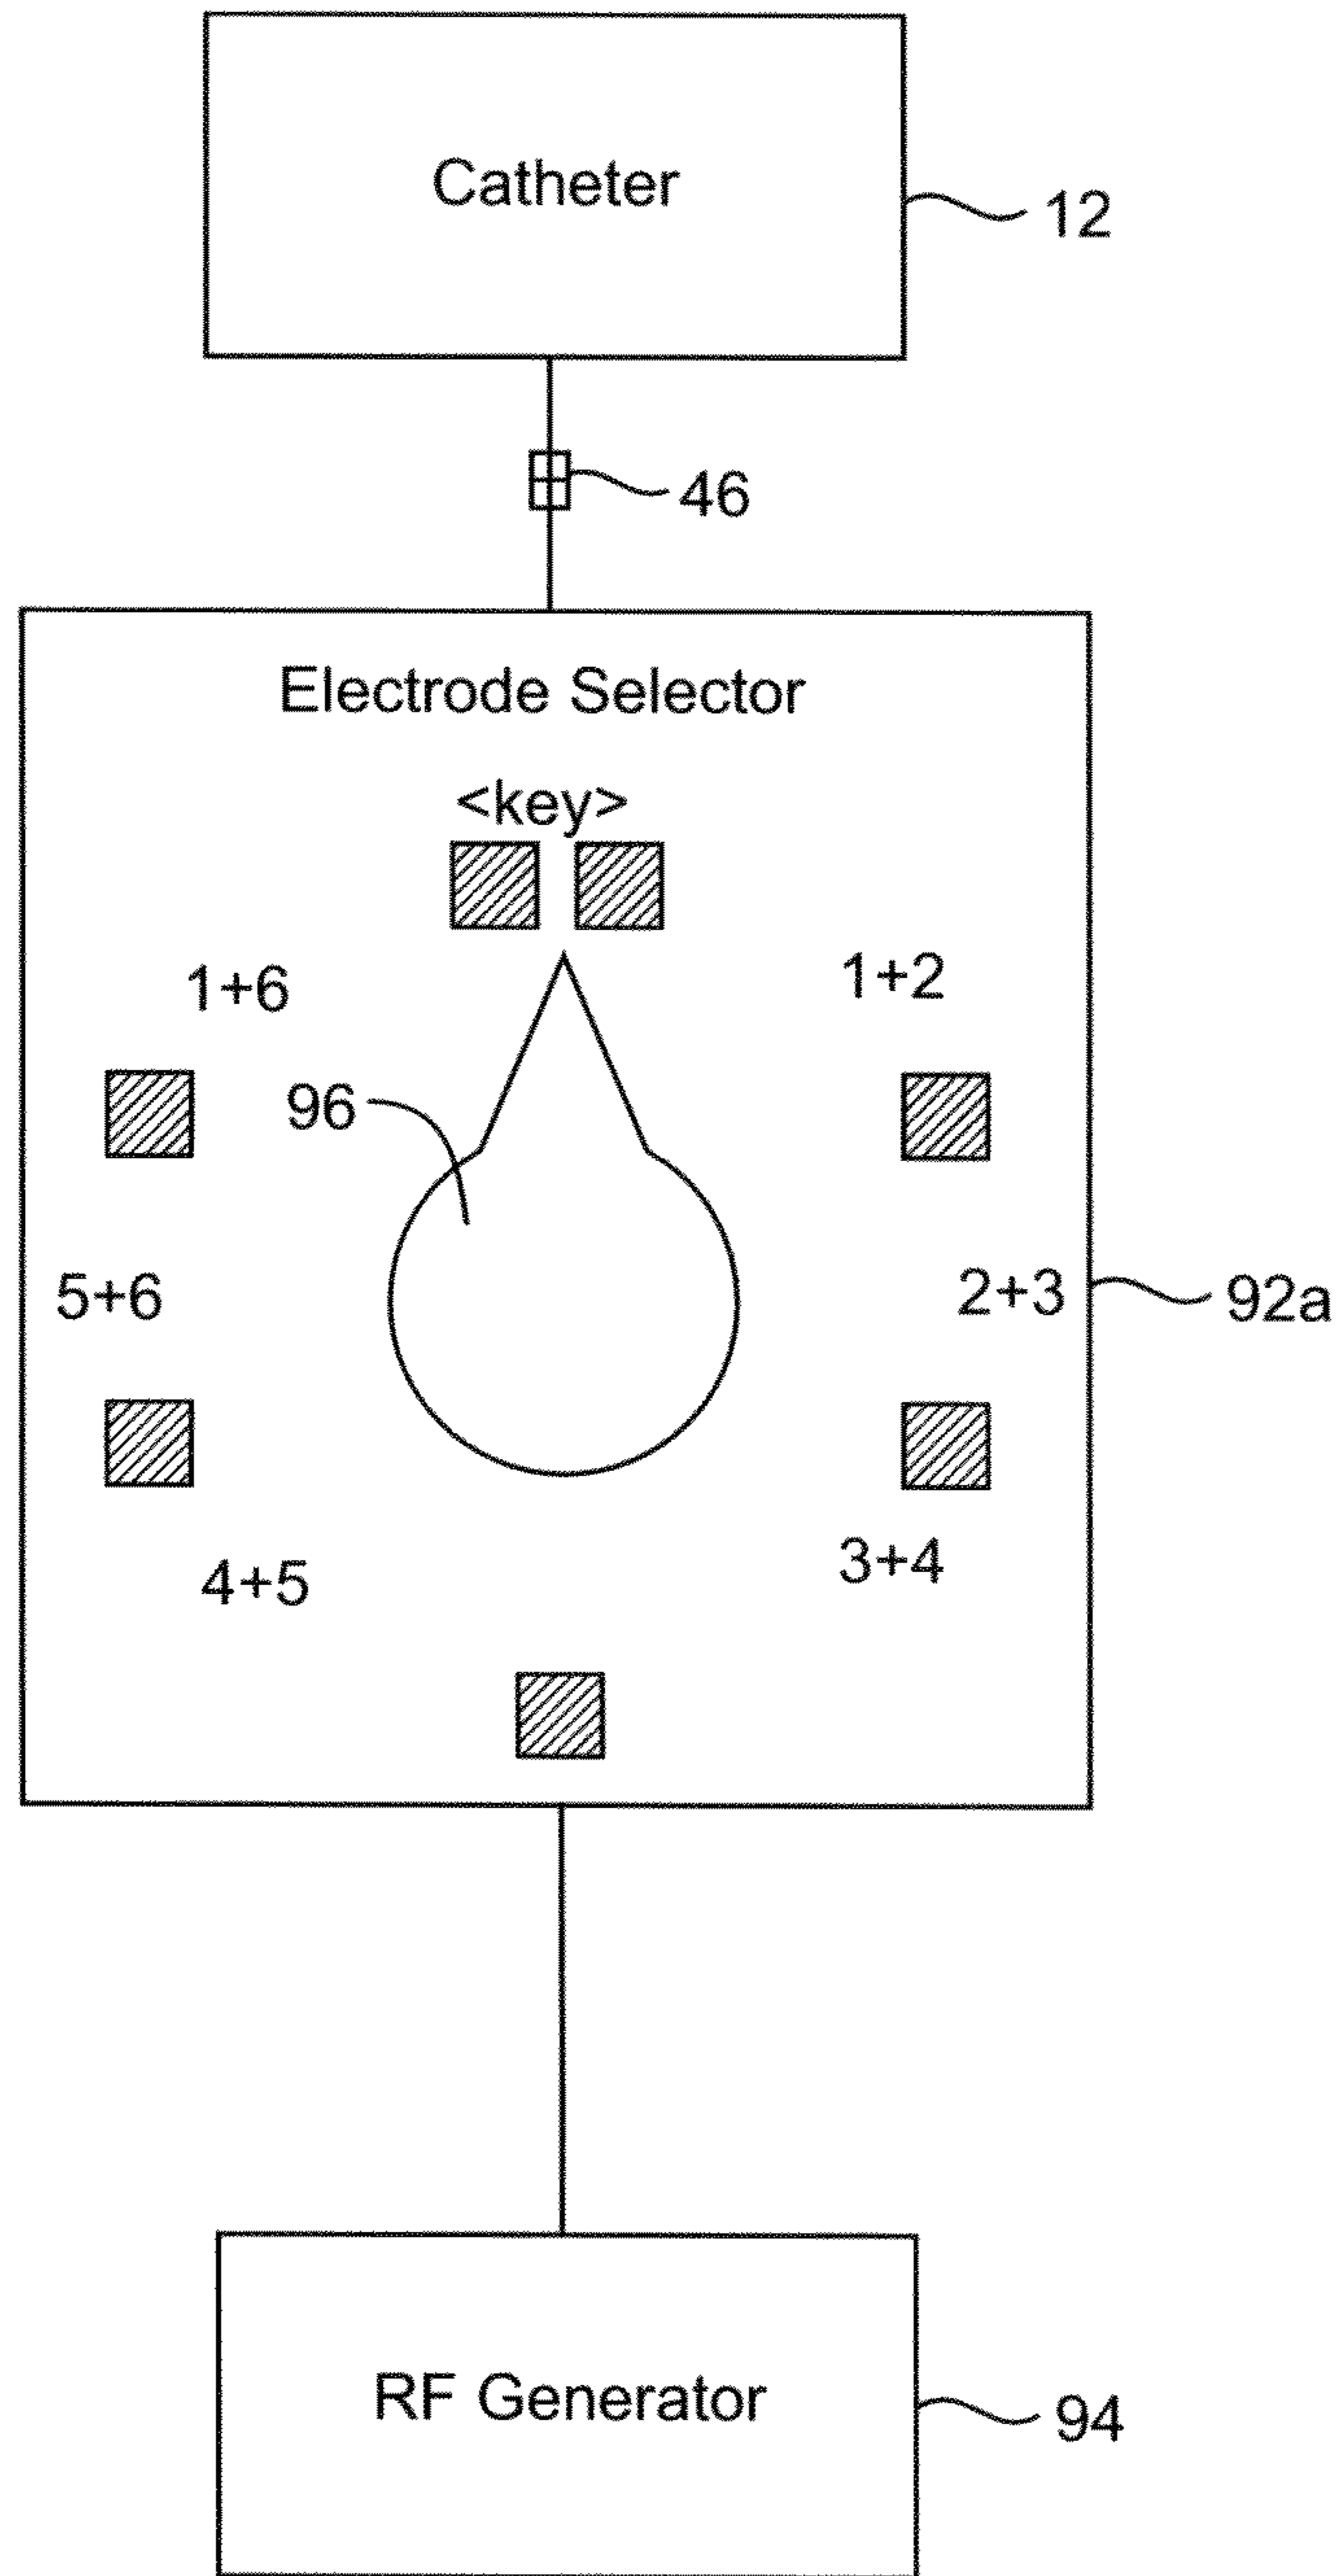 Catheter
12
46
Electrode Selector
<key>
1+6
1+2
96
5+6
2+3
92a
4+5
3+4
RF Generator
94